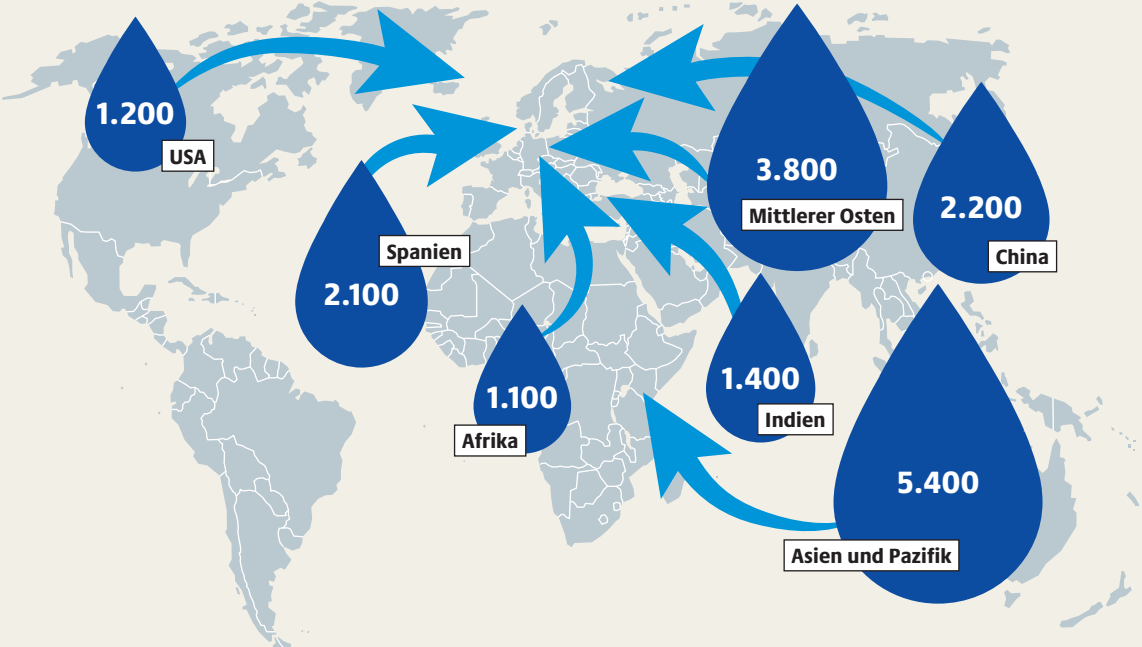 1.200
USA
Spanien
2.100
1.100
Afrika
3.800
Mittlerer Osten
2.200
China
1.400
Indien
5.400
Asien und Pazifik